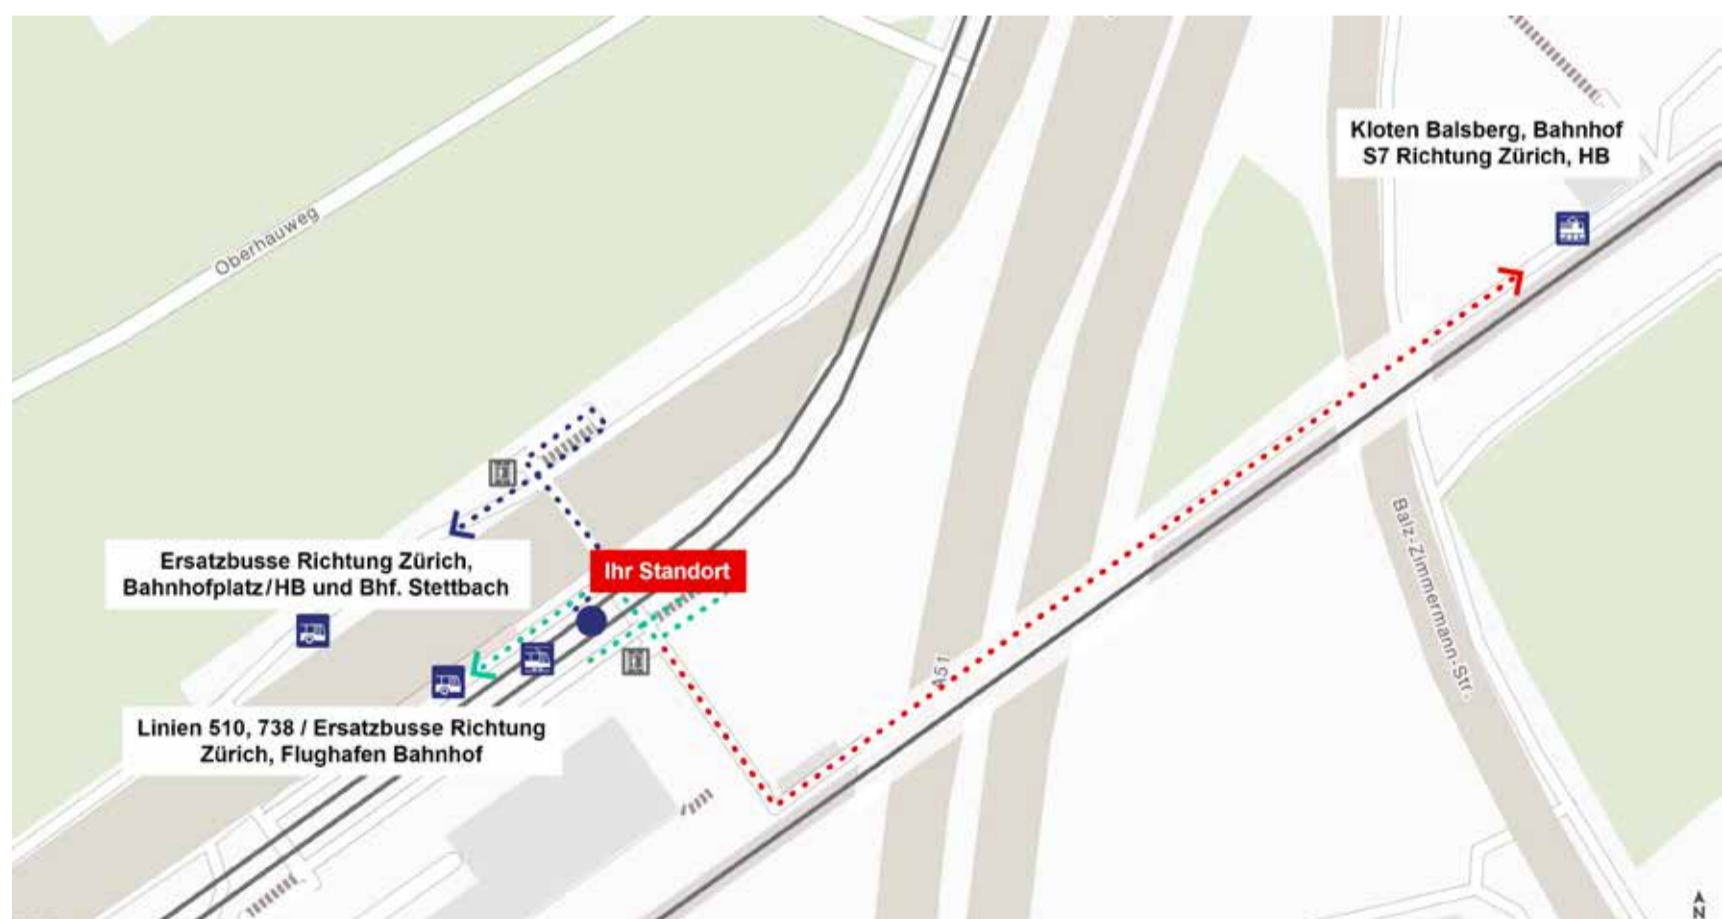 Kloten Balsberg, Bahnhof
S7 Richtung Zürich, HB
Oberhauweg
Ersatzbusse Richtung Zürich,
Bahnhofplatz/HB und Bhf. Stettbach
Ihr Standort
Balz-Zimmermann-Str.
A51
Linien 510, 738 / Ersatzbusse Richtung
Zürich, Flughafen Bahnhof
N